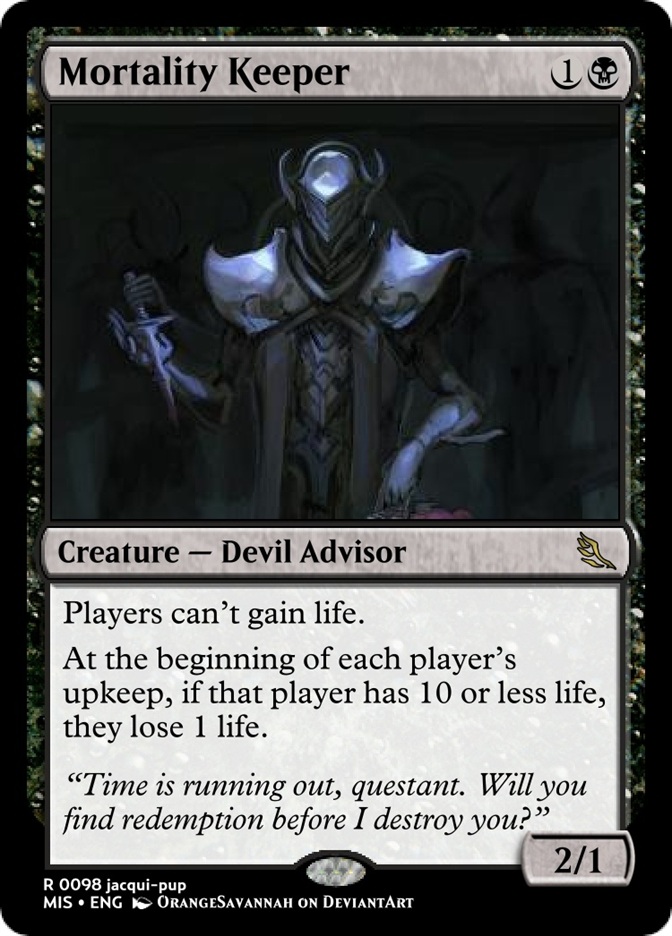 Mortality Keeper
1
Creature — Devil Advisor
Players can't gain life.
At the beginning of each player's
upkeep, if that player has 10 or less life,
they lose 1 life.
“Time is running out, questant. Will you
find redemption before I destroy you?”
2/1
R 0098 jacqui-pup
MIS • ENG OrangeSavannah on DeviantArt